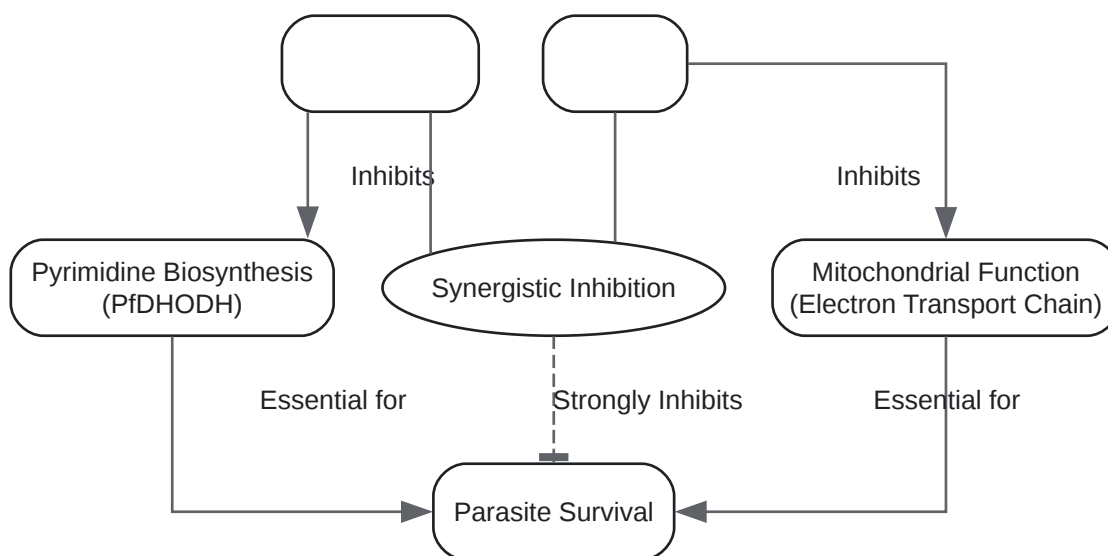 Inhibits
Inhibits
Pyrimidine Biosynthesis
(PfDHODH)
Synergistic Inhibition
Mitochondrial Function
(Electron Transport Chain)
Essential for
Strongly Inhibits
Essential for
Parasite Survival